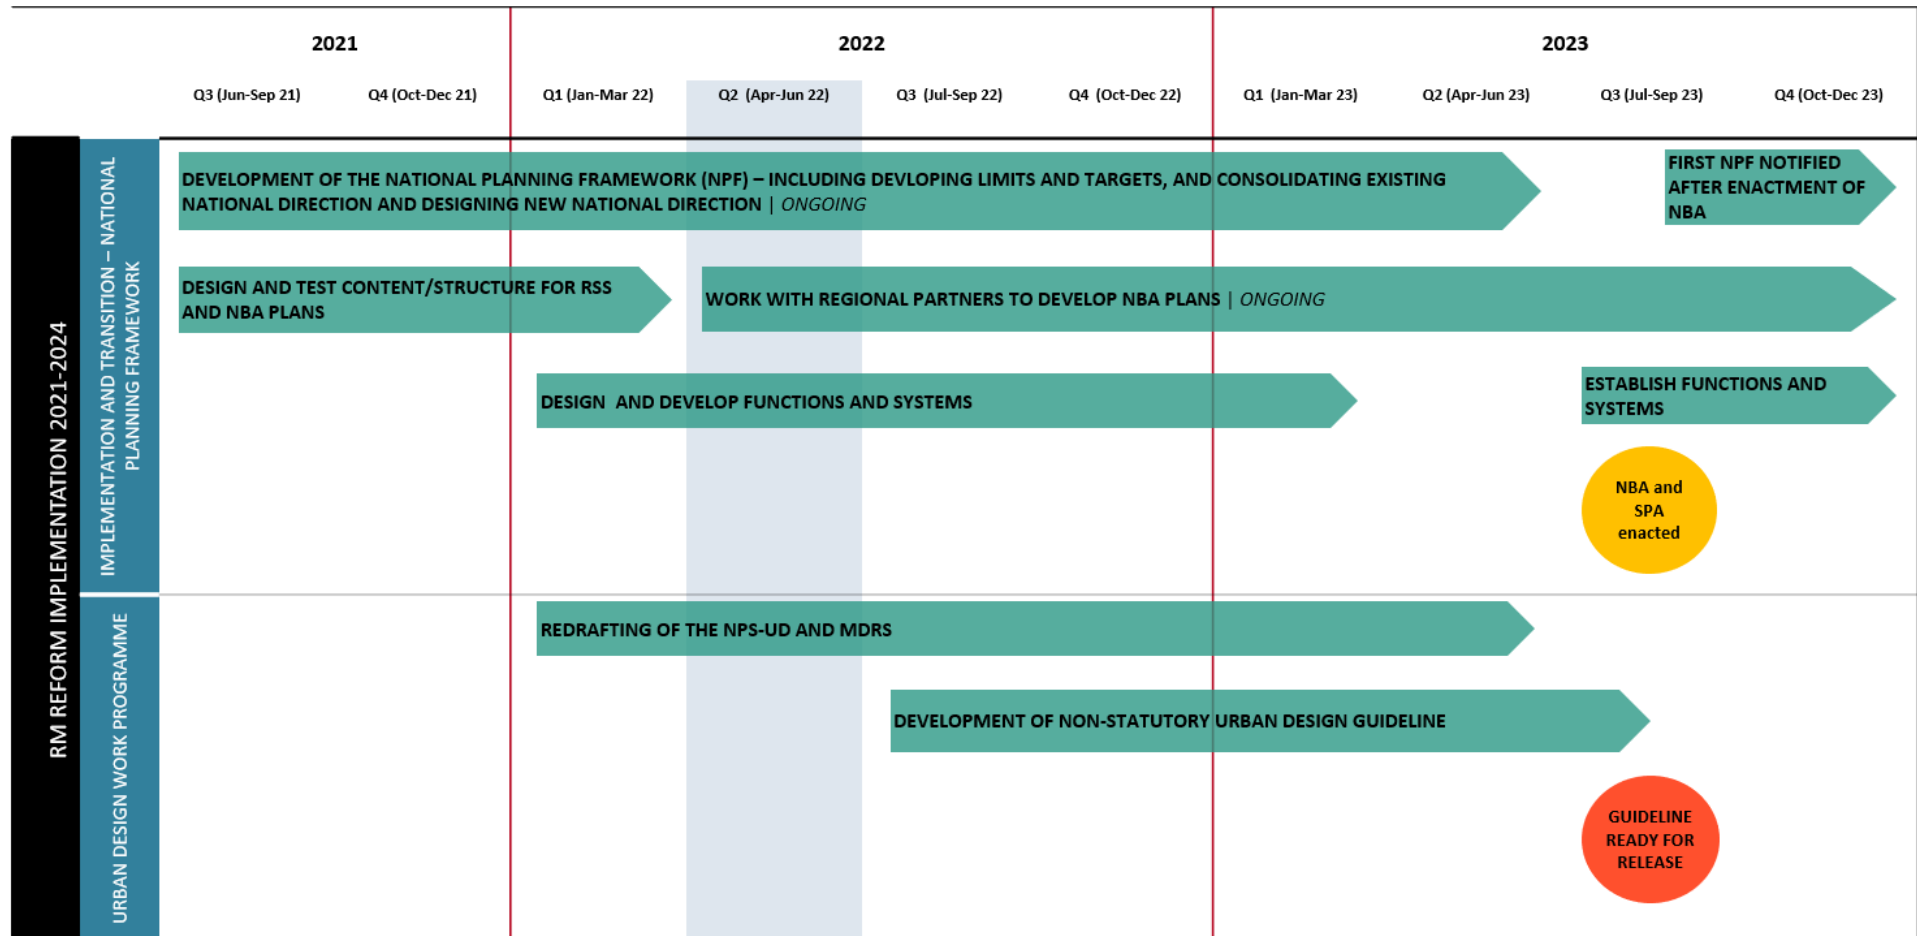 2021
2022
2023
Q3 (Jun-Sep 21)
Q4 (Oct-Dec 21)
Q1 (Jan-Mar 22)
Q2 (Apr-Jun 22)
Q3 (Jul-Sep 22)
Q4 (Oct-Dec 22)
Q1 (Jan-Mar 23)
Q2 (Apr-Jun 23)
Q3 (Jul-Sep 23)
Q4 (Oct-Dec 23)
RM REFORM IMPLEMENTATION 2021-2024
IMPLEMENTATION AND TRANSITION – NATIONAL
PLANNING FRAMEWORK
DEVELOPMENT OF THE NATIONAL PLANNING FRAMEWORK (NPF) – INCLUDING DEVLOPING LIMITS AND TARGETS, AND CONSOLIDATING EXISTING
NATIONAL DIRECTION AND DESIGNING NEW NATIONAL DIRECTION | ONGOING
FIRST NPF NOTIFIED
AFTER ENACTMENT OF
NBA
DESIGN AND TEST CONTENT/STRUCTURE FOR RSS
AND NBA PLANS
WORK WITH REGIONAL PARTNERS TO DEVELOP NBA PLANS | ONGOING
DESIGN AND DEVELOP FUNCTIONS AND SYSTEMS
ESTABLISH FUNCTIONS AND
SYSTEMS
NBA and
SPA
enacted
URBAN DESIGN WORK PROGRAMME
REDRAFTING OF THE NPS-UD AND MDRS
DEVELOPMENT OF NON-STATUTORY URBAN DESIGN GUIDELINE
GUIDELINE
READY FOR
RELEASE